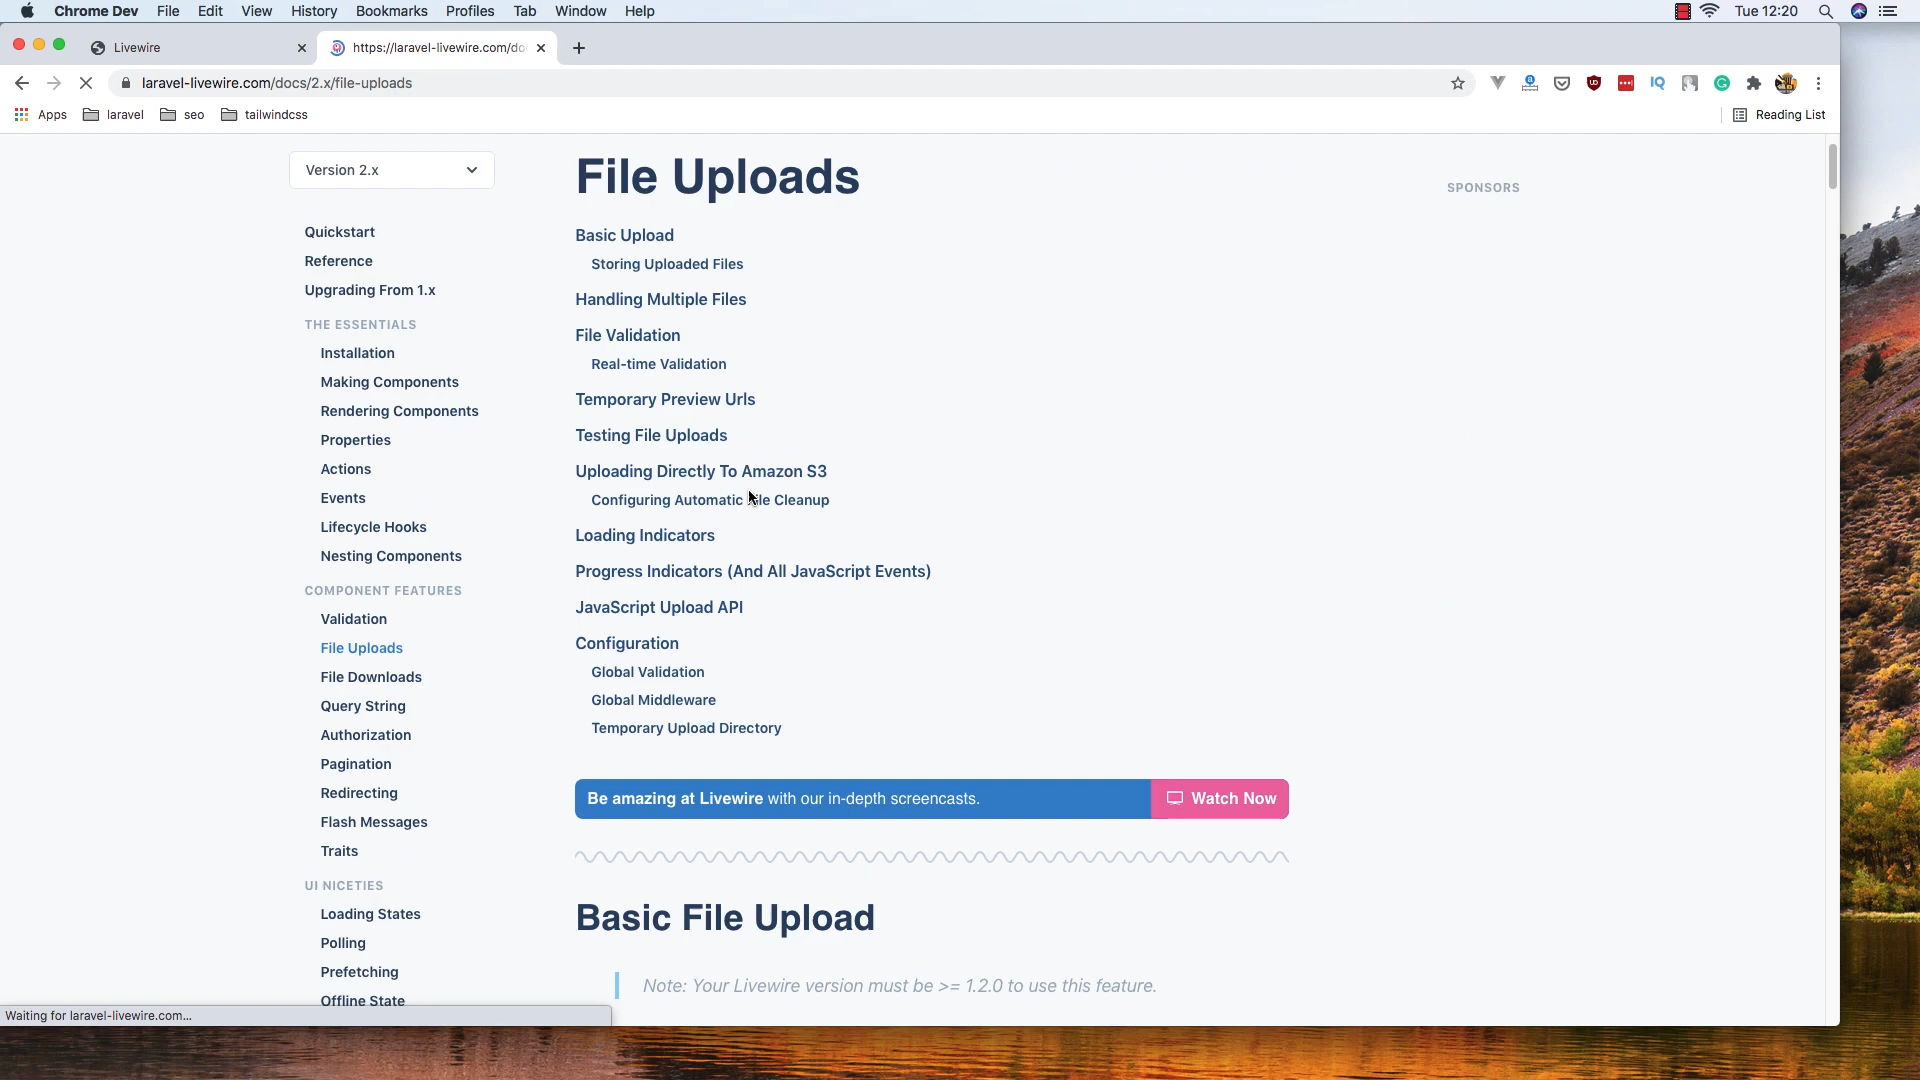 Chrome Dev File Edit View History Bookmarks Profiles Tab Window Help Tue 12:20
Livewire https://laravel-livewire.com/do
laravel-livewire.com/docs/2.x/file-uploads
Apps laravel seo tailwindcss Reading List
Version 2.x
Quickstart
Reference
Upgrading From 1.x
THE ESSENTIALS
Installation
Making Components
Rendering Components
Properties
Actions
Events
Lifecycle Hooks
Nesting Components
COMPONENT FEATURES
Validation
File Uploads
File Downloads
Query String
Authorization
Pagination
Redirecting
Flash Messages
Traits
UI NICETIES
Loading States
Polling
Prefetching
Offline State
File Uploads
Basic Upload
Storing Uploaded Files
Handling Multiple Files
File Validation
Real-time Validation
Temporary Preview Urls
Testing File Uploads
Uploading Directly To Amazon S3
Configuring Automatic File Cleanup
Loading Indicators
Progress Indicators (And All JavaScript Events)
JavaScript Upload API
Configuration
Global Validation
Global Middleware
Temporary Upload Directory
Be amazing at Livewire with our in-depth screencasts. Watch Now
Basic File Upload
Note: Your Livewire version must be >= 1.2.0 to use this feature.
SPONSORS
Waiting for laravel-livewire.com...